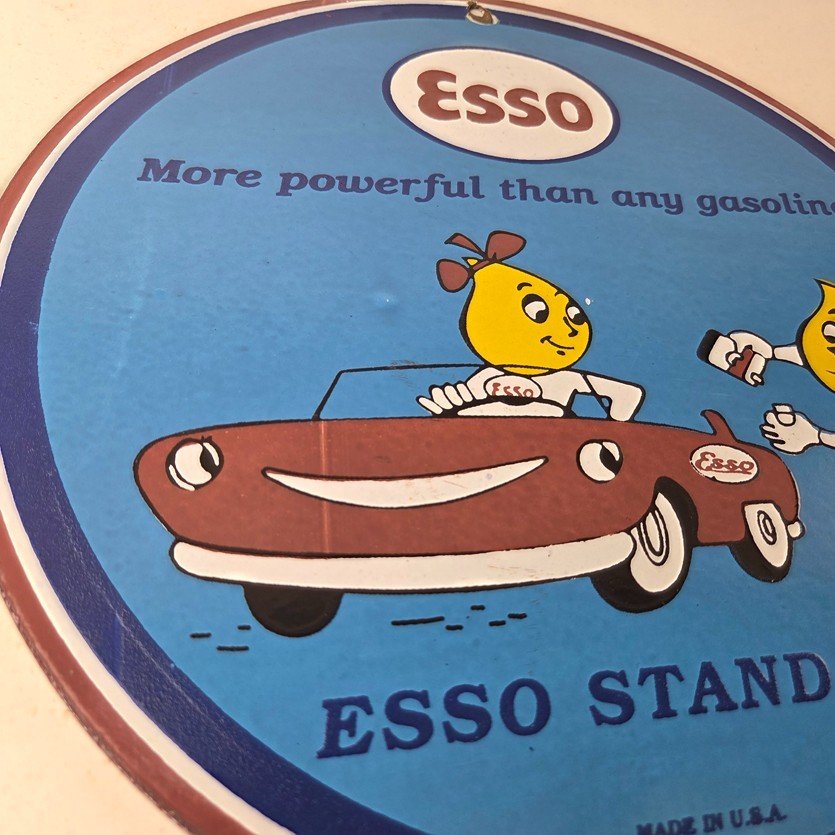 Esso
More powerful than any gasoline
Esso
Esso
ESSO STAND
MADE IN U.S.A.